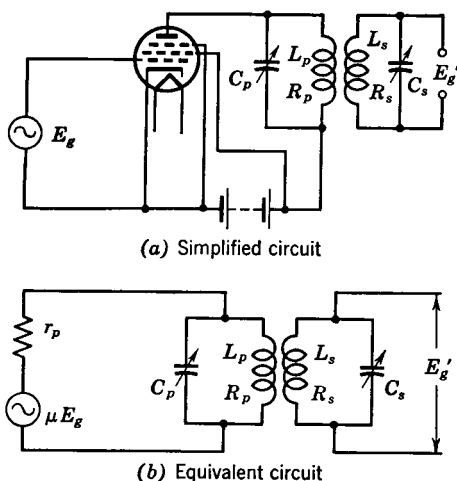 C_p L_p R_p L_s R_s C_s E_g'
E_g
(a) Simplified circuit
r_p
μE_g
C_p L_p R_p L_s R_s C_s E_g'
(b) Equivalent circuit